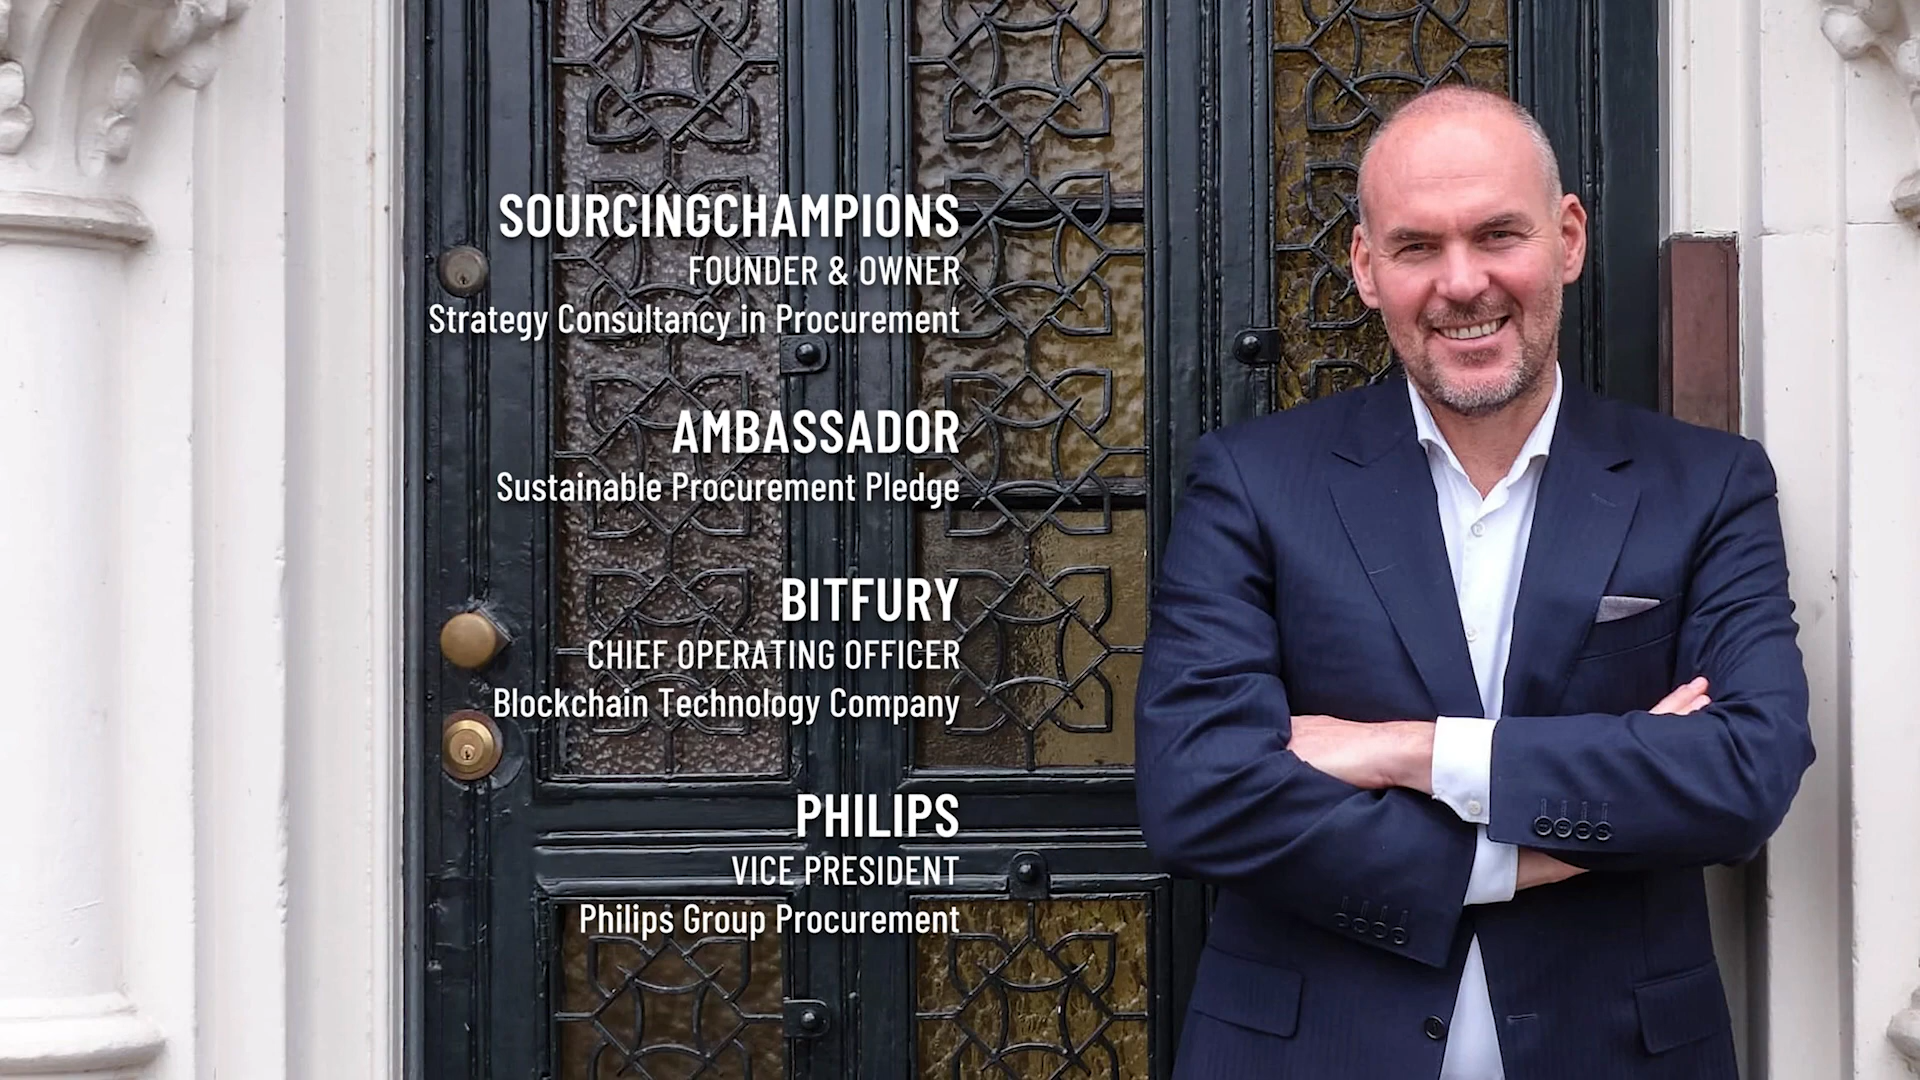 SOURCINGCHAMPIONS
FOUNDER & OWNER
Strategy Consultancy in Procurement
AMBASSADOR
Sustainable Procurement Pledge
BITFURY
CHIEF OPERATING OFFICER
Blockchain Technology Company
PHILIPS
VICE PRESIDENT
Philips Group Procurement